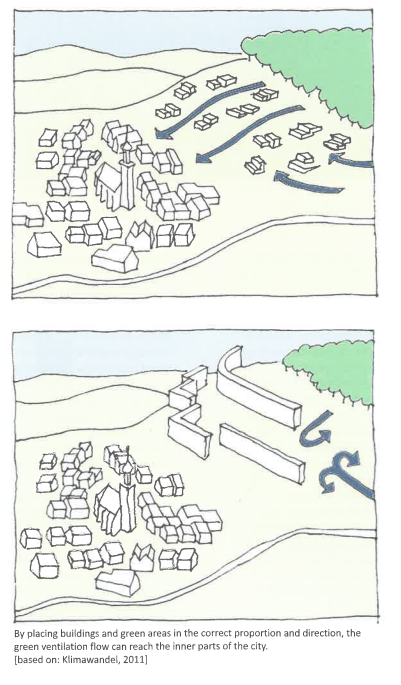 By placing buildings and green areas in the correct proportion and direction, the
green ventilation flow can reach the inner parts of the city.
[based on: Klimawandel, 2011]